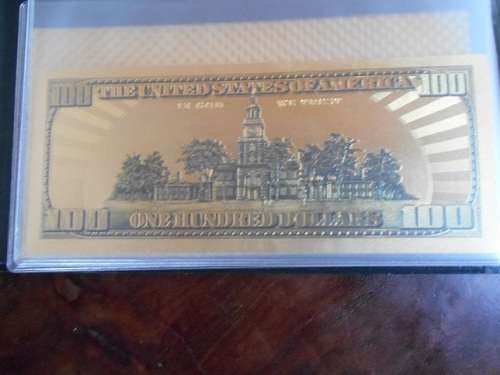 100 THE UNITED STATES OF AMERICA 100
IN GOD WE TRUST
100 ONE HUNDRED DOLLARS 100